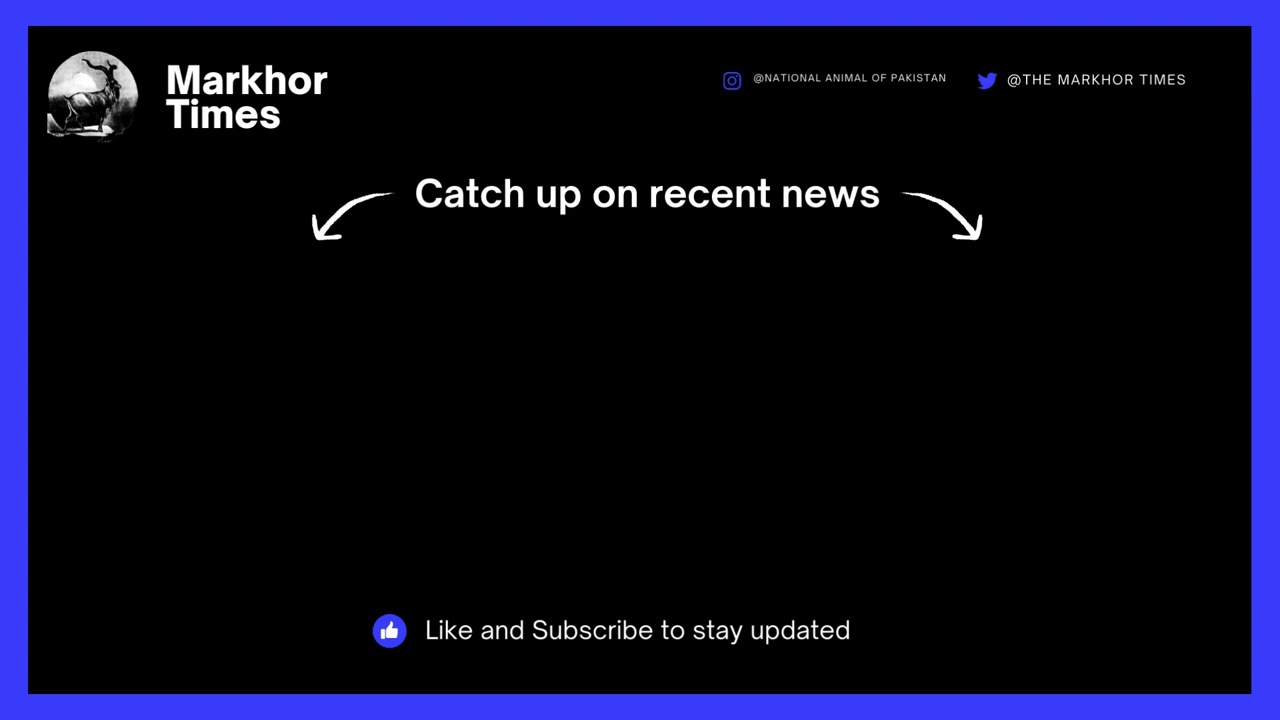 Markhor
Times
@NATIONAL ANIMAL OF PAKISTAN
@THE MARKHOR TIMES
Catch up on recent news
Like and Subscribe to stay updated